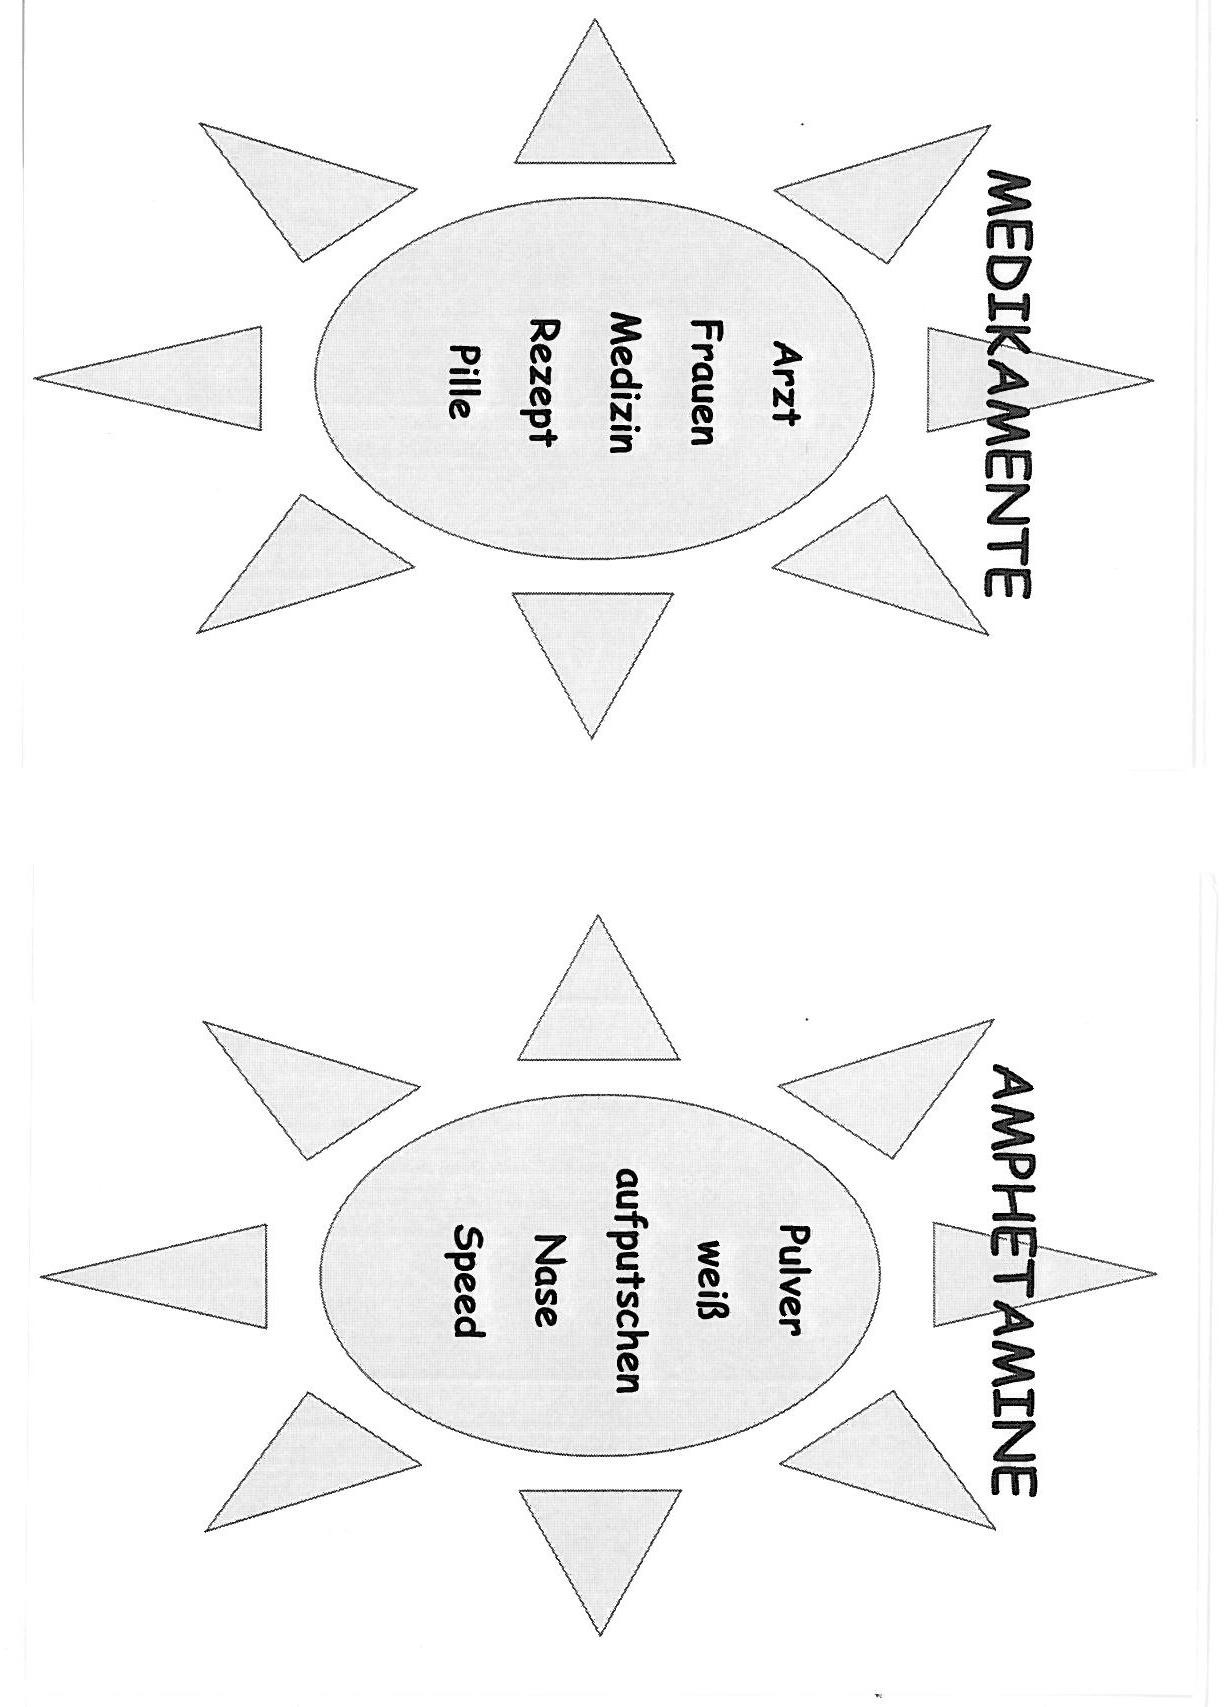 MEDIKAMENTE
Arzt
Frauen
Medizin
Rezept
Pille
AMPHETAMINE
Pulver
weiß
aufputschen
Nase
Speed